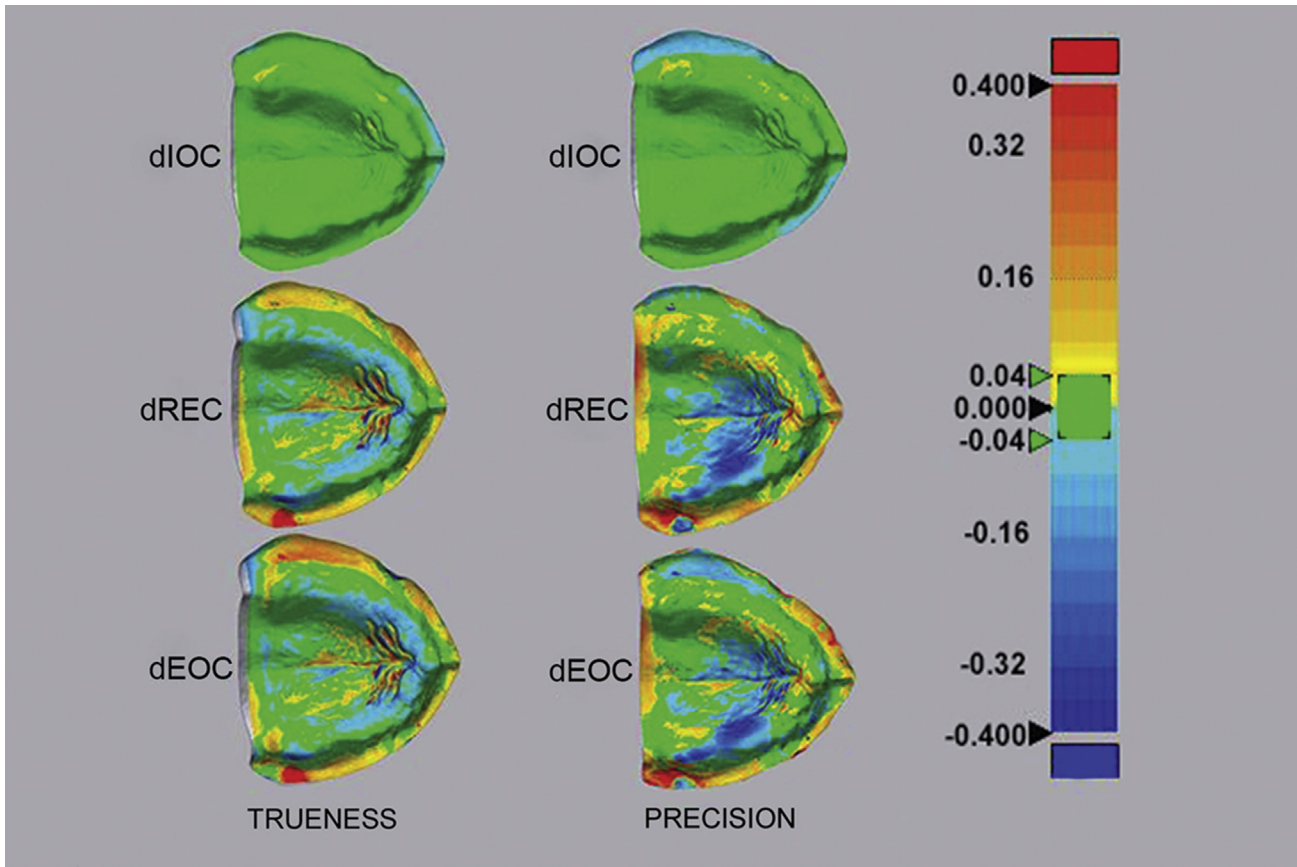 dIOC
dIOC
dREC
dREC
dEOC
dEOC
TRUENESS
PRECISION
0.400
0.32
0.16
0.04
0.000
-0.04
-0.16
-0.32
-0.400